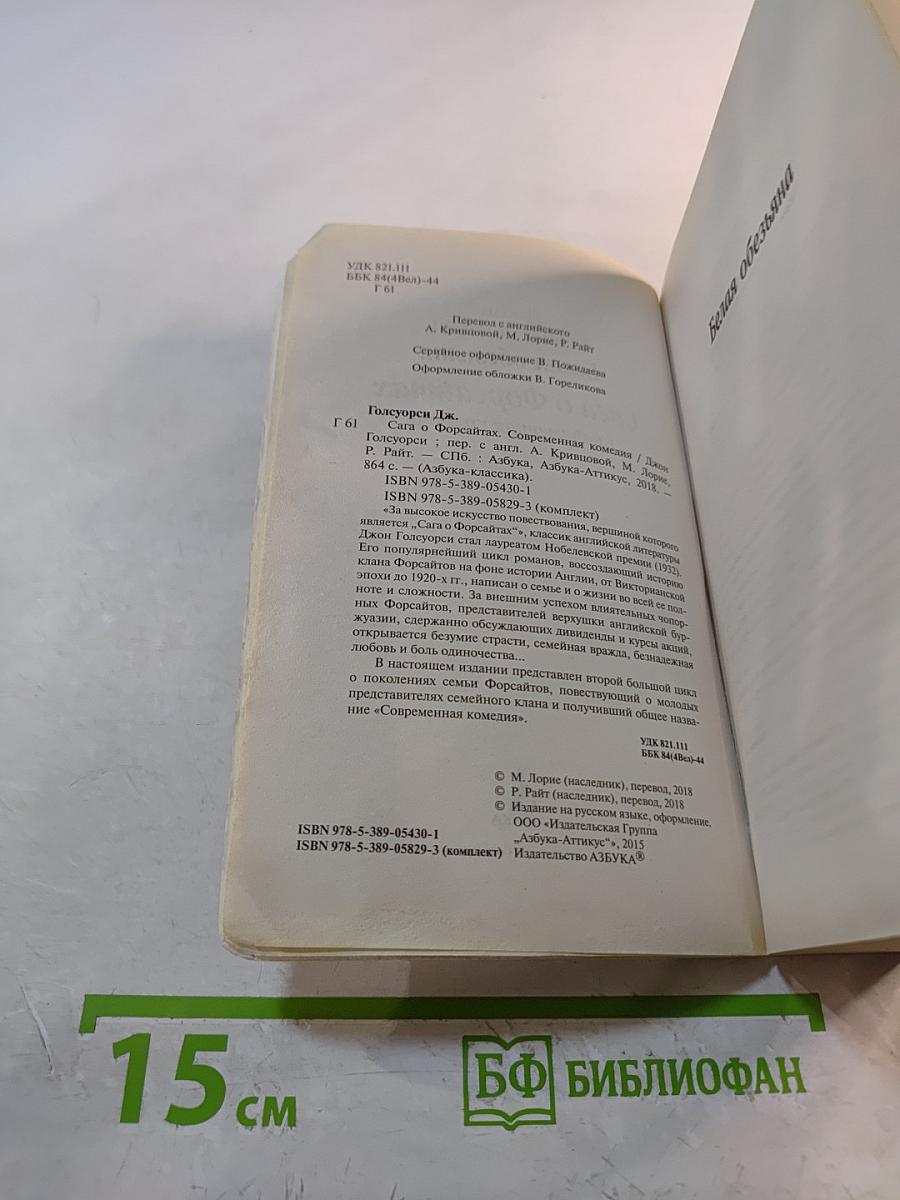 УДК 821.111
ББК 84(4Вел)-44
Г 61
Перевод с английского
А. Кривцовой, М. Лорие, Р. Райт
Серийное оформление В. Пожидаева
Оформление обложки В. Гореликова
Голсуорси Дж.
Г 61 Сага о Форсайтах. Современная комедия / Джон
Голсуорси ; пер. с англ. А. Кривцовой, М. Лорие,
Р. Райт. — СПб. : Азбука, Азбука-Аттикус, 2018. —
864 с. — (Азбука-классика).
ISBN 978-5-389-05430-1
ISBN 978-5-389-05829-3 (комплект)
«За высокое искусство повествования, вершиной которого
является „Сага о Форсайтах“», классик английской литературы
Джон Голсуорси стал лауреатом Нобелевской премии (1932).
Его популярнейший цикл романов, воссоздающий историю
клана Форсайтов на фоне истории Англии, от Викторианской
эпохи до 1920-х гг., написан о семье и о жизни во всей ее пол-
ноте и сложности. За внешним успехом влиятельных чопор-
ных Форсайтов, представителей верхушки английской бур-
жуазии, сдержанно обсуждающих дивиденды и курсы акций,
открывается безумие страсти, семейная вражда, безнадежная
любовь и боль одиночества...
В настоящем издании представлен второй большой цикл
о поколениях семьи Форсайтов, повествующий о молодых
представителях семейного клана и получивший общее назва-
ние «Современная комедия».
УДК 821.111
ББК 84(4Вел)-44
© М. Лорие (наследник), перевод, 2018
© Р. Райт (наследник), перевод, 2018
© Издание на русском языке, оформление.
ООО «Издательская Группа
„Азбука-Аттикус“», 2015
Издательство АЗБУКА®
ISBN 978-5-389-05430-1
ISBN 978-5-389-05829-3 (комплект)
Белая обезьяна
15 см
БФ БИБЛИОФАН